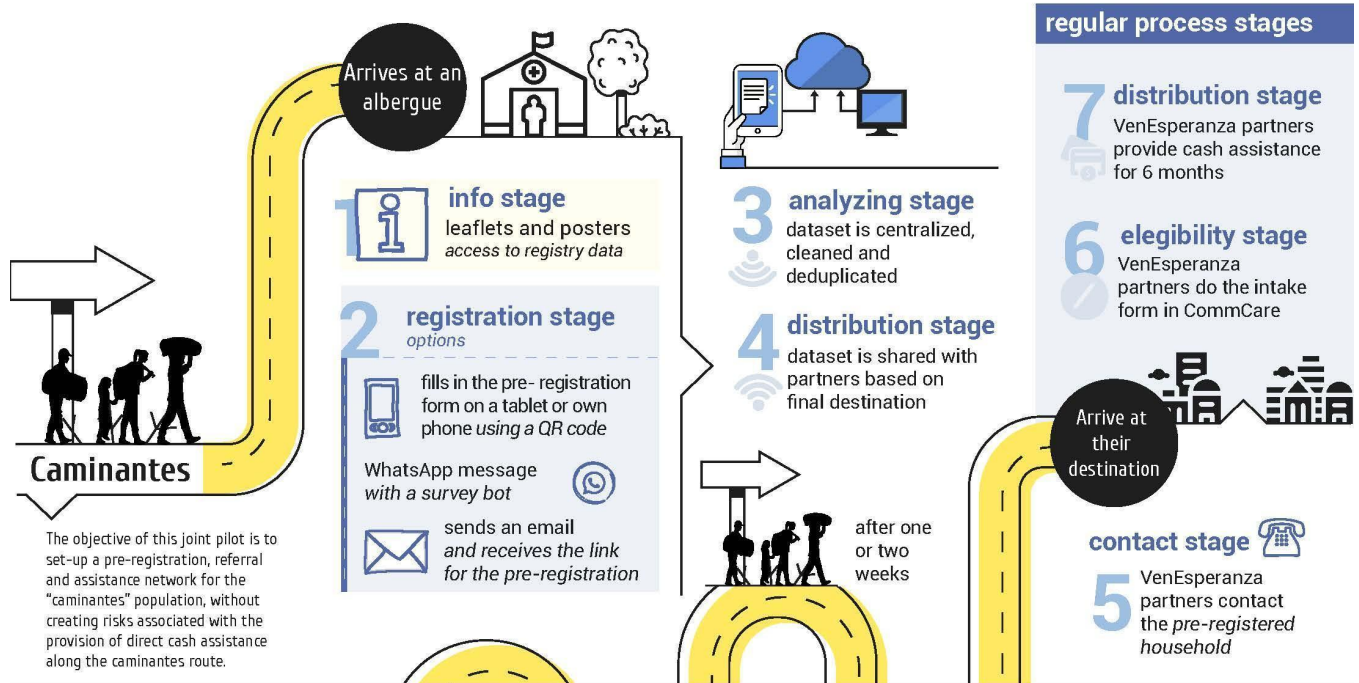 Arrives at an
albergue
Caminantes
The objective of this joint pilot is to
set-up a pre-registration, referral
and assistance network for the
“caminantes” population, without
creating risks associated with the
provision of direct cash assistance
along the caminantes route.
1
info stage
leaflets and posters
access to registry data
2
registration stage
options
fills in the pre- registration
form on a tablet or own
phone using a QR code
WhatsApp message
with a survey bot
sends an email
and receives the link
for the pre-registration
3
analyzing stage
dataset is centralized,
cleaned and
deduplicated
4
distribution stage
dataset is shared with
partners based on
final destination
after one
or two
weeks
Arrive at
their
destination
contact stage
5
VenEsperanza
partners contact
the pre-registered
household
regular process stages
7
distribution stage
VenEsperanza partners
provide cash assistance
for 6 months
6
elegibility stage
VenEsperanza
partners do the intake
form in CommCare